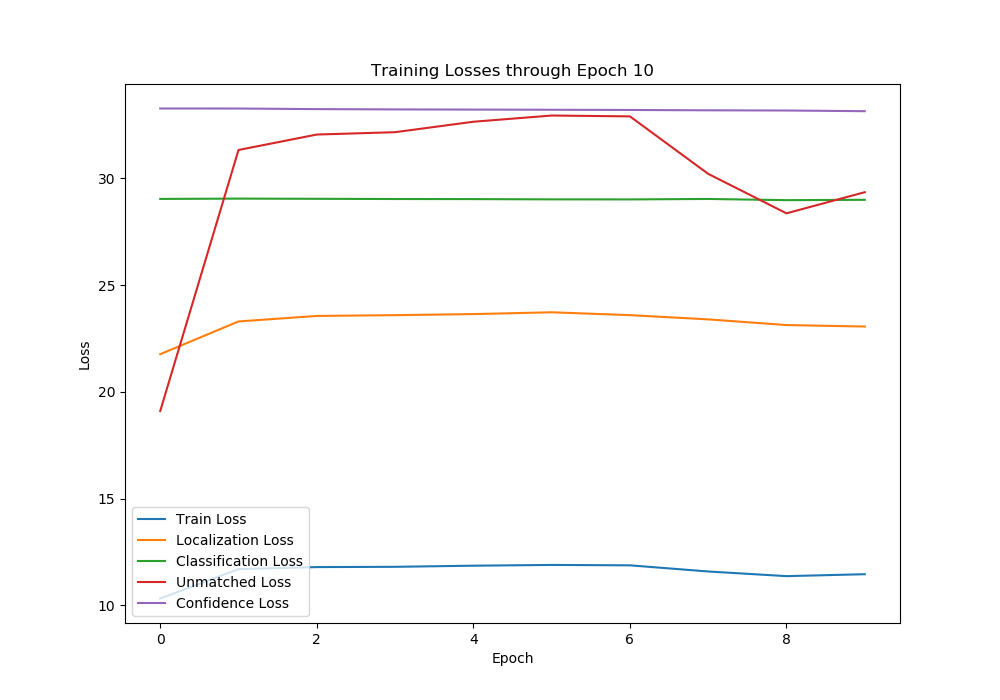 Training Losses through Epoch 10
Loss
30
25
20
15
10
Train Loss
Localization Loss
Classification Loss
Unmatched Loss
Confidence Loss
0 2 4 6 8
Epoch